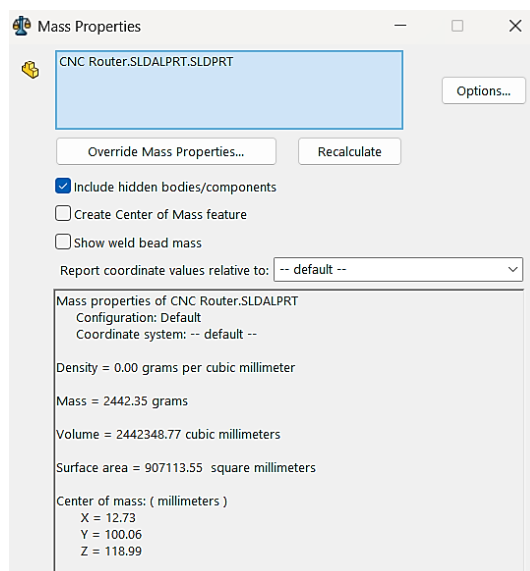 Mass Properties
CNC Router.SLDALPRT.SLDPRT
Options...
Override Mass Properties...
Recalculate
Include hidden bodies/components
Create Center of Mass feature
Show weld bead mass
Report coordinate values relative to: -- default --
Mass properties of CNC Router.SLDALPRT
Configuration: Default
Coordinate system: -- default --
Density = 0.00 grams per cubic millimeter
Mass = 2442.35 grams
Volume = 2442348.77 cubic millimeters
Surface area = 907113.55 square millimeters
Center of mass: ( millimeters )
X = 12.73
Y = 100.06
Z = 118.99